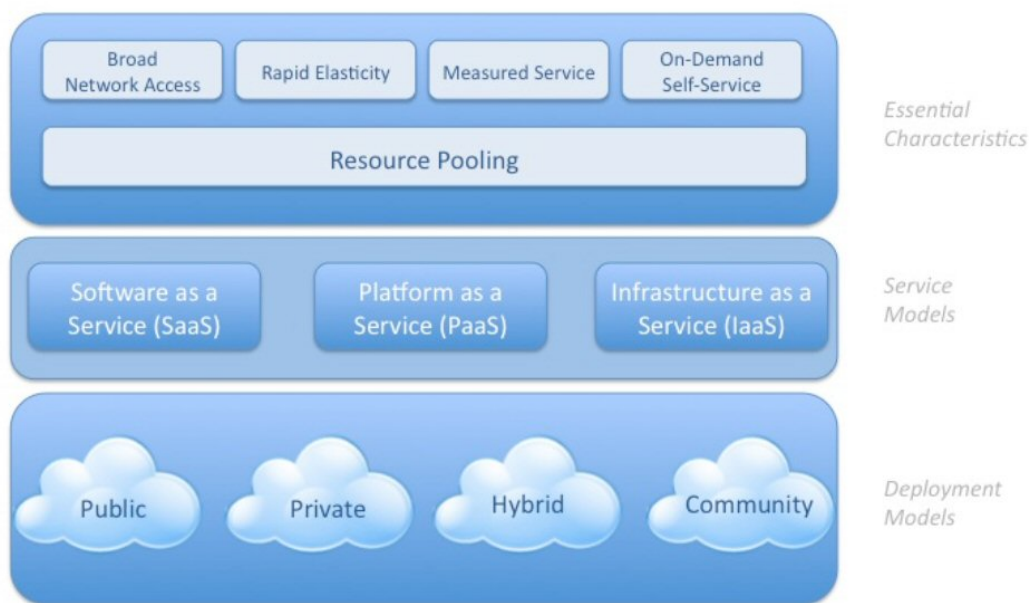 Broad
Network Access
Rapid Elasticity
Measured Service
On-Demand
Self-Service
Resource Pooling
Essential
Characteristics
Software as a
Service (SaaS)
Platform as a
Service (PaaS)
Infrastructure as a
Service (IaaS)
Service
Models
Public
Private
Hybrid
Community
Deployment
Models